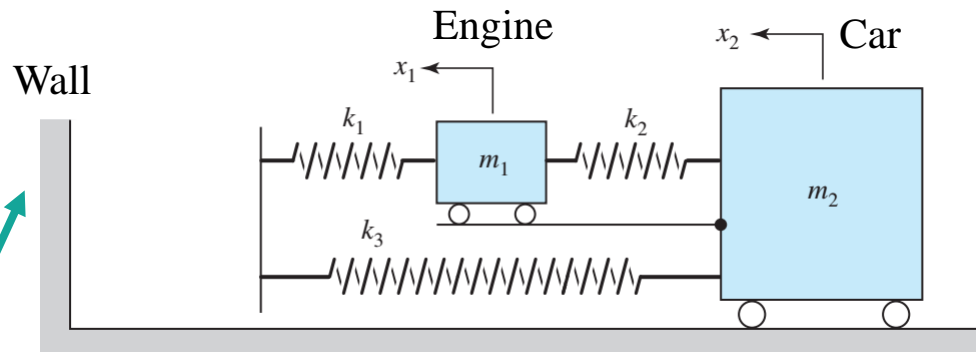 Engine
x₂
Car
x₁
Wall
k₁
k₂
m₁
m₂
k₃